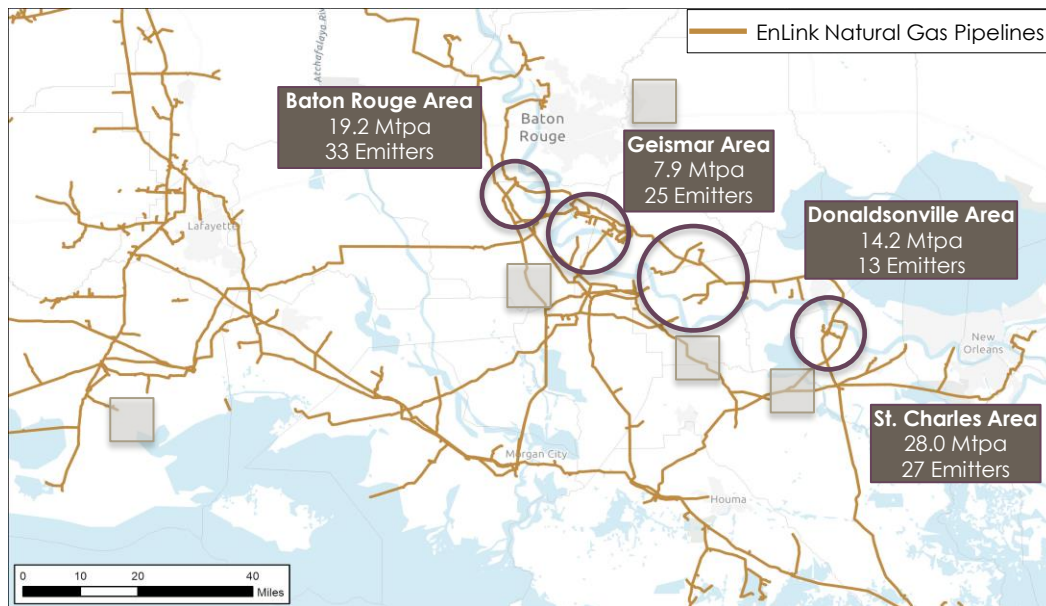 EnLink Natural Gas Pipelines
Atchafalaya Riv
Baton Rouge Area
19.2 Mtpa
33 Emitters
Baton
Rouge
Geismar Area
7.9 Mtpa
25 Emitters
Donaldsonville Area
14.2 Mtpa
13 Emitters
Lafayette
New
Orleans
St. Charles Area
28.0 Mtpa
27 Emitters
Morgan City
Houma
0 10 20 40
Miles